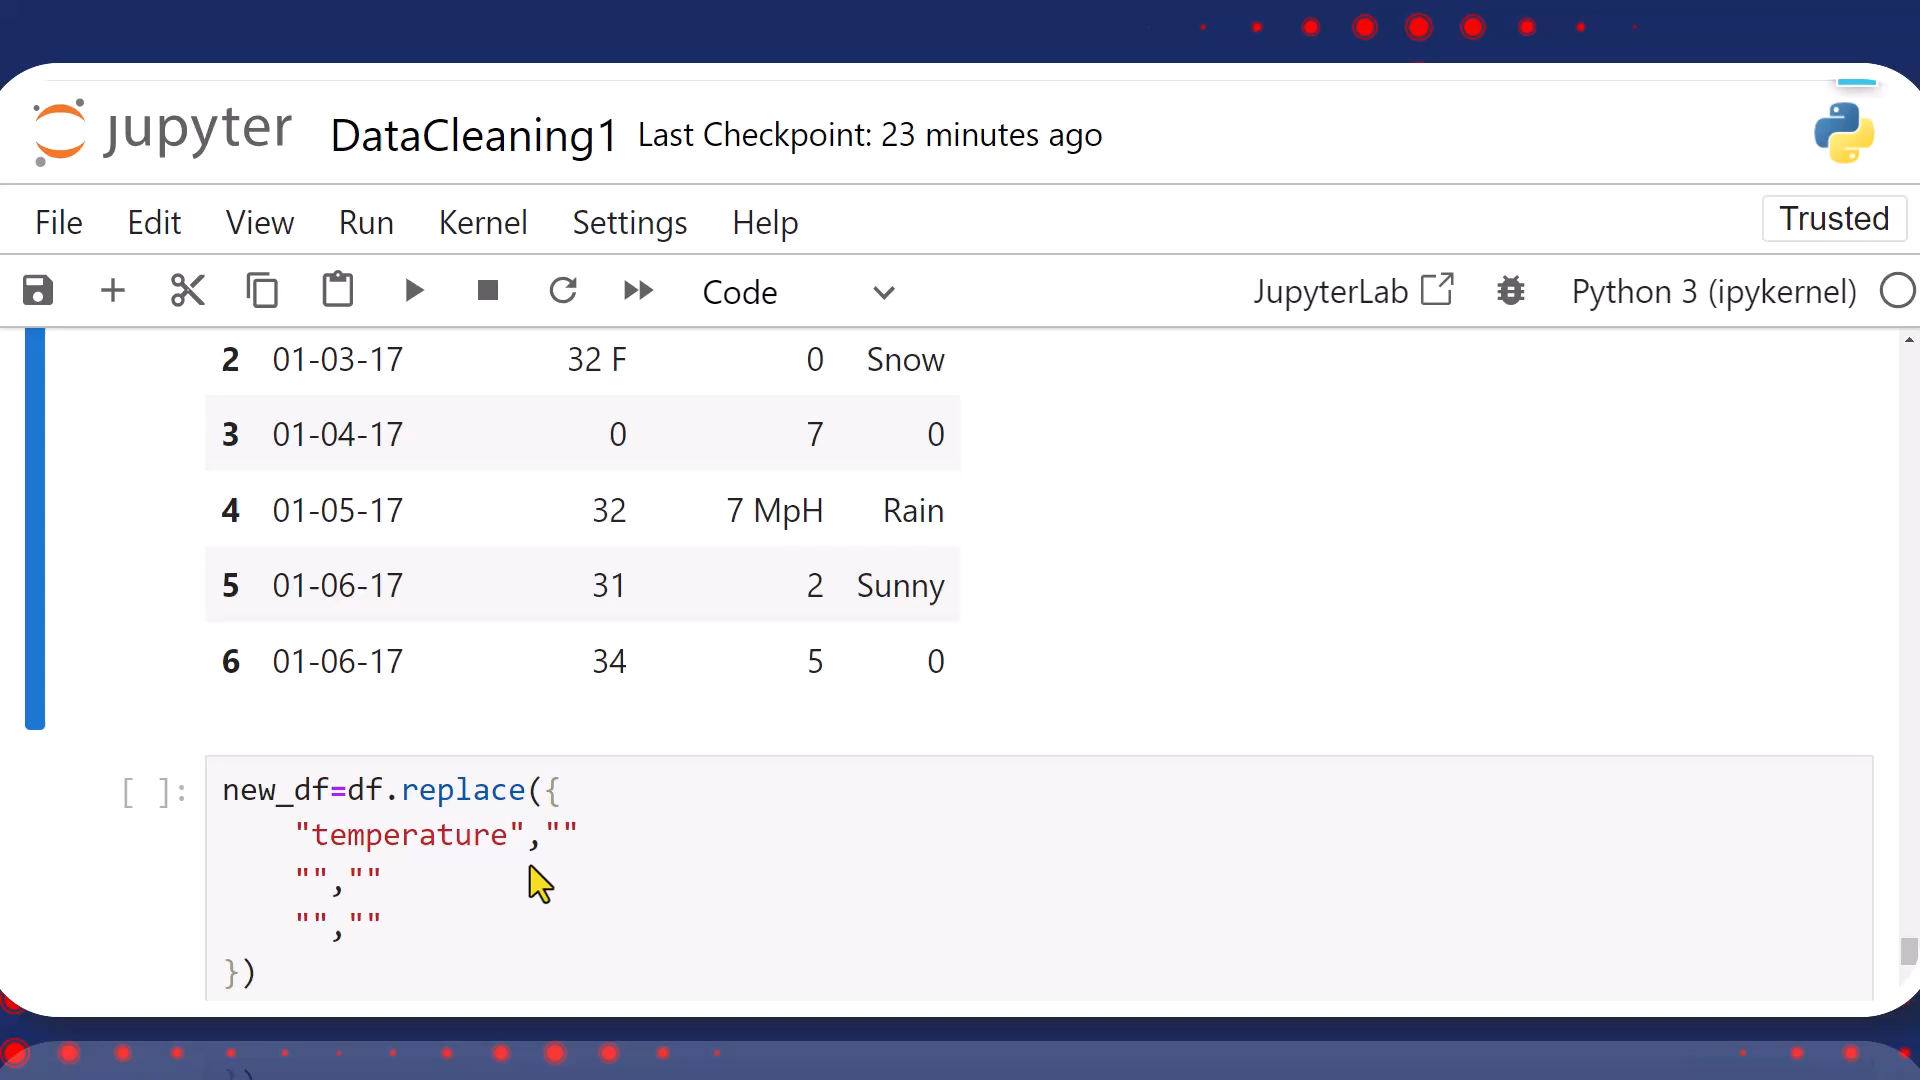 jupyter DataCleaning1 Last Checkpoint: 23 minutes ago
File Edit View Run Kernel Settings Help Trusted
Code JupyterLab Python 3 (ipykernel)
2 01-03-17 32 F 0 Snow
3 01-04-17 0 7 0
4 01-05-17 32 7 MpH Rain
5 01-06-17 31 2 Sunny
6 01-06-17 34 5 0
[ ]: new_df=df.replace({
"temperature",""
"",""
"",""
})